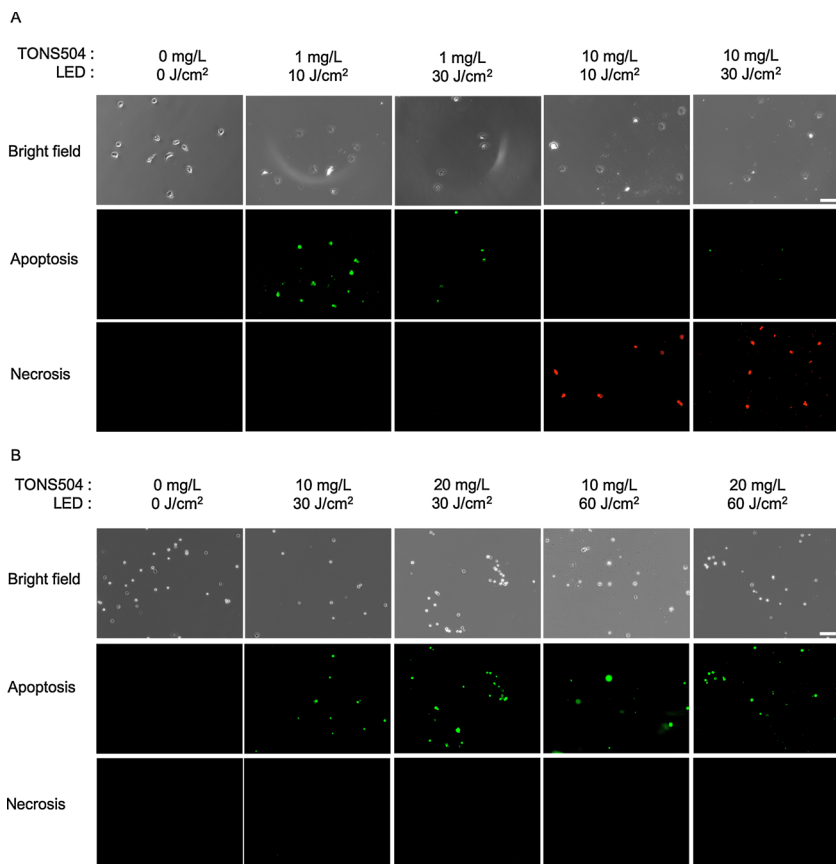 A
TONS504 : 0 mg/L 1 mg/L 1 mg/L 10 mg/L 10 mg/L
LED : 0 J/cm² 10 J/cm² 30 J/cm² 10 J/cm² 30 J/cm²
Bright field
Apoptosis
Necrosis
B
TONS504 : 0 mg/L 10 mg/L 20 mg/L 10 mg/L 20 mg/L
LED : 0 J/cm² 30 J/cm² 30 J/cm² 60 J/cm² 60 J/cm²
Bright field
Apoptosis
Necrosis